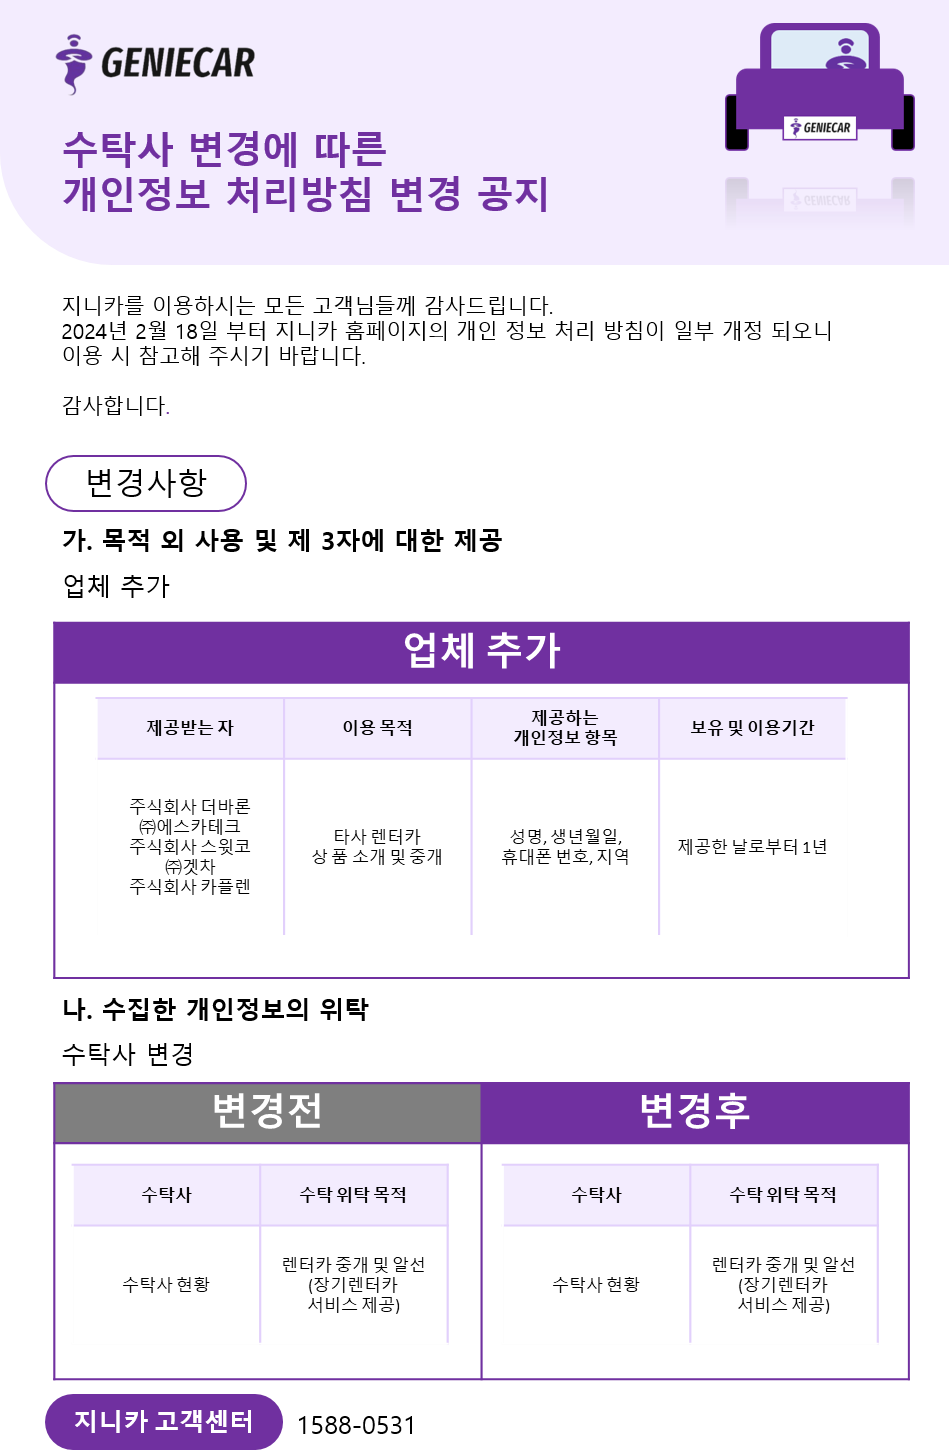 GENIECAR
GENIECAR
수탁사 변경에 따른
개인정보 처리방침 변경 공지
지니카를 이용하시는 모든 고객님들께 감사드립니다.
2024년 2월 18일 부터 지니카 홈페이지의 개인 정보 처리 방침이 일부 개정 되오니
이용 시 참고해 주시기 바랍니다.
감사합니다.
변경사항
가. 목적 외 사용 및 제 3자에 대한 제공
업체 추가
업체 추가
제공받는 자
이용 목적
제공하는
개인정보 항목
보유 및 이용기간
주식회사 더바론
㈜에스카테크
주식회사 스윗코
㈜겟차
주식회사 카플렌
타사 렌터카
상 품 소개 및 중개
성명, 생년월일,
휴대폰 번호, 지역
제공한 날로부터 1년
나. 수집한 개인정보의 위탁
수탁사 변경
변경전
변경후
수탁사
수탁 위탁 목적
수탁사
수탁 위탁 목적
수탁사 현황
렌터카 중개 및 알선
(장기렌터카
서비스 제공)
수탁사 현황
렌터카 중개 및 알선
(장기렌터카
서비스 제공)
지니카 고객센터
1588-0531